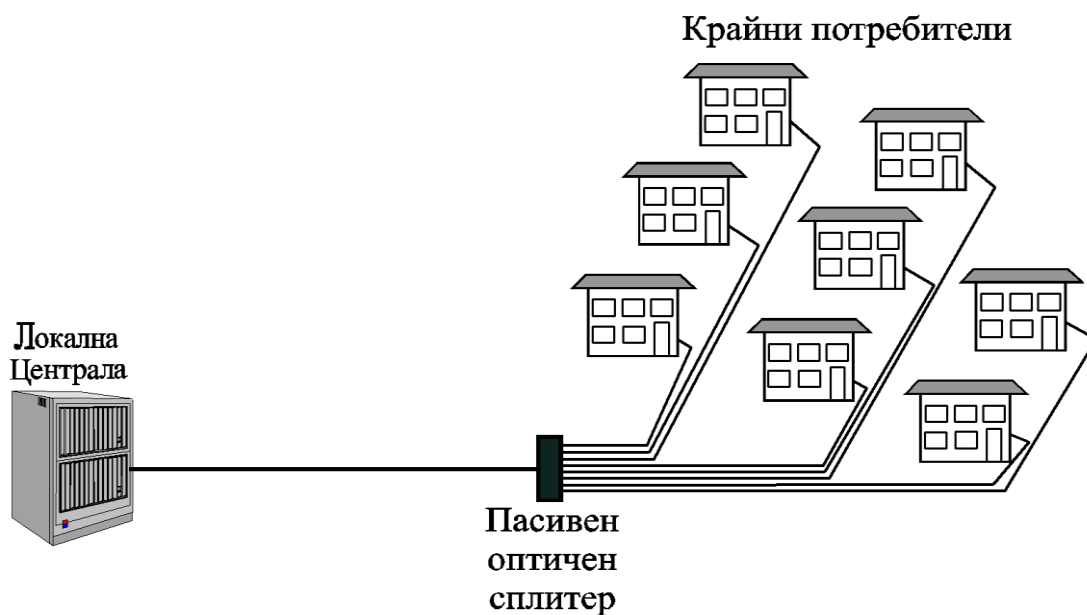 Крайни потребители
Локална
Централа
Пасивен
оптичен
сплитер